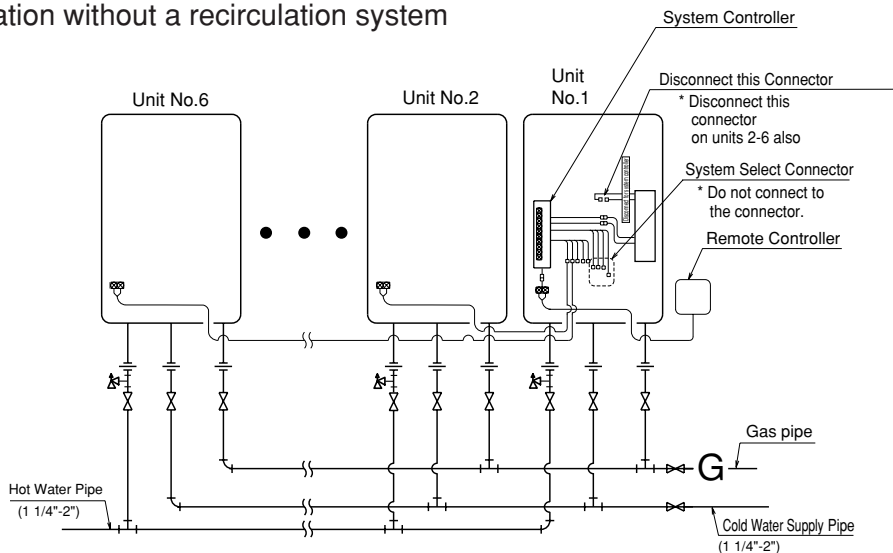 ation without a recirculation system
System Controller
Disconnect this Connector
* Disconnect this
connector
on units 2-6 also
System Select Connector
* Do not connect to
the connector.
Remote Controller
Unit No.6
Unit No.2
Unit
No.1
G
Gas pipe
Hot Water Pipe
(1 1/4"-2")
Cold Water Supply Pipe
(1 1/4"-2")